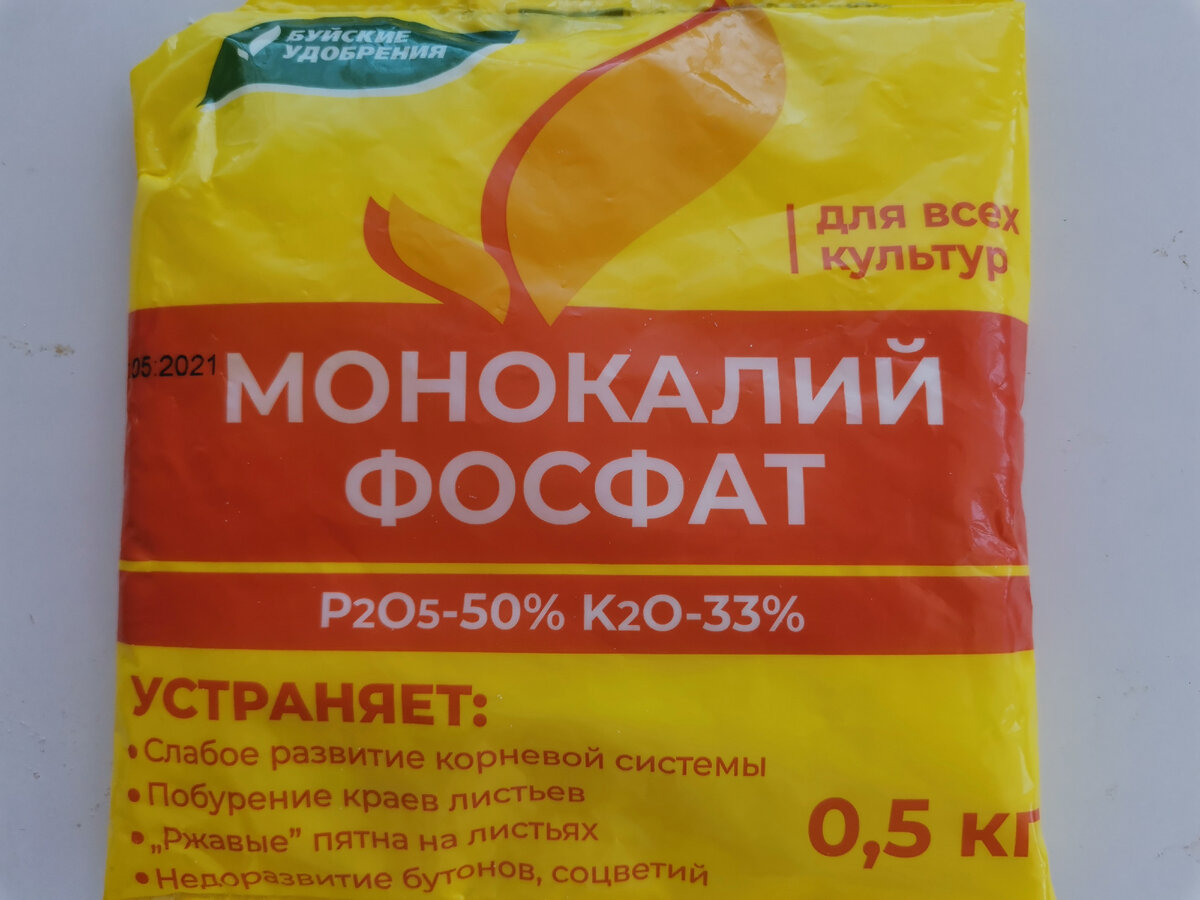 БУЙСКИЕ
УДОБРЕНИЯ
для всех
культур
:05:2021
МОНОКАЛИЙ
ФОСФАТ
P2O5-50% K2O-33%
УСТРАНЯЕТ:
•Слабое развитие корневой системы
•Побурение краев листьев
•„Ржавые” пятна на листьях
•Недоразвитие бутонов, соцветий
0,5 кг